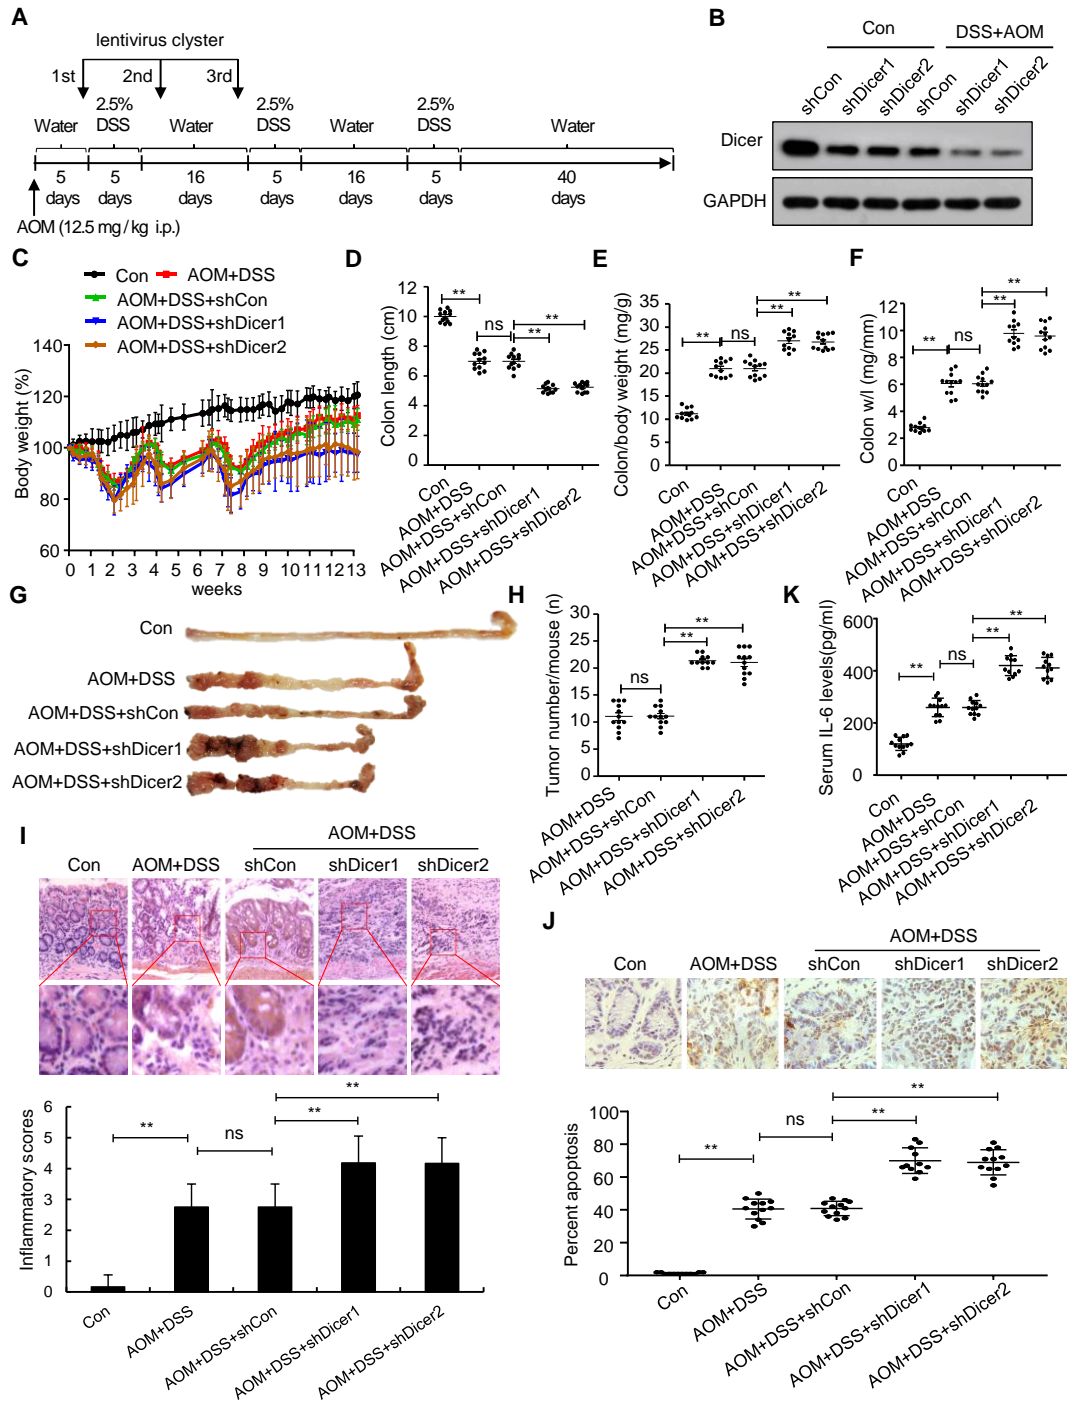 A
lentivirus clyster
1st
2nd
3rd
Water
2.5% DSS
Water
2.5% DSS
Water
2.5% DSS
Water
5 days
5 days
16 days
5 days
16 days
5 days
40 days
AOM (12.5 mg/kg i.p.)
B
Con
DSS+AOM
shCon
shDicer1
shDicer2
shCon
shDicer1
shDicer2
Dicer
GAPDH
C
Con
AOM+DSS
AOM+DSS+shCon
AOM+DSS+shDicer1
AOM+DSS+shDicer2
Body weight (%)
140
120
100
80
60
0 1 2 3 4 5 6 7 8 9 10 11 12 13
weeks
D
Colon length (cm)
12
10
8
6
4
2
0
**
ns
**
**
Con
AOM+DSS
AOM+DSS+shCon
AOM+DSS+shDicer1
AOM+DSS+shDicer2
E
Colon/body weight (mg/g)
35
30
25
20
15
10
5
0
**
ns
**
**
Con
AOM+DSS
AOM+DSS+shCon
AOM+DSS+shDicer1
AOM+DSS+shDicer2
F
Colon w/l (mg/mm)
12
10
8
6
4
2
0
**
ns
**
**
Con
AOM+DSS
AOM+DSS+shCon
AOM+DSS+shDicer1
AOM+DSS+shDicer2
G
Con
AOM+DSS
AOM+DSS+shCon
AOM+DSS+shDicer1
AOM+DSS+shDicer2
H
Tumor number/mouse (n)
30
25
20
15
10
5
0
ns
**
**
AOM+DSS
AOM+DSS+shCon
AOM+DSS+shDicer1
AOM+DSS+shDicer2
K
Serum IL-6 levels(pg/ml)
600
400
200
0
**
ns
**
**
Con
AOM+DSS
AOM+DSS+shCon
AOM+DSS+shDicer1
AOM+DSS+shDicer2
I
AOM+DSS
Con
AOM+DSS
shCon
shDicer1
shDicer2
Inflammatory scores
6
5
4
3
2
1
0
**
ns
**
**
Con
AOM+DSS
AOM+DSS+shCon
AOM+DSS+shDicer1
AOM+DSS+shDicer2
J
AOM+DSS
Con
AOM+DSS
shCon
shDicer1
shDicer2
Percent apoptosis
100
80
60
40
20
0
**
ns
**
**
Con
AOM+DSS
AOM+DSS+shCon
AOM+DSS+shDicer1
AOM+DSS+shDicer2